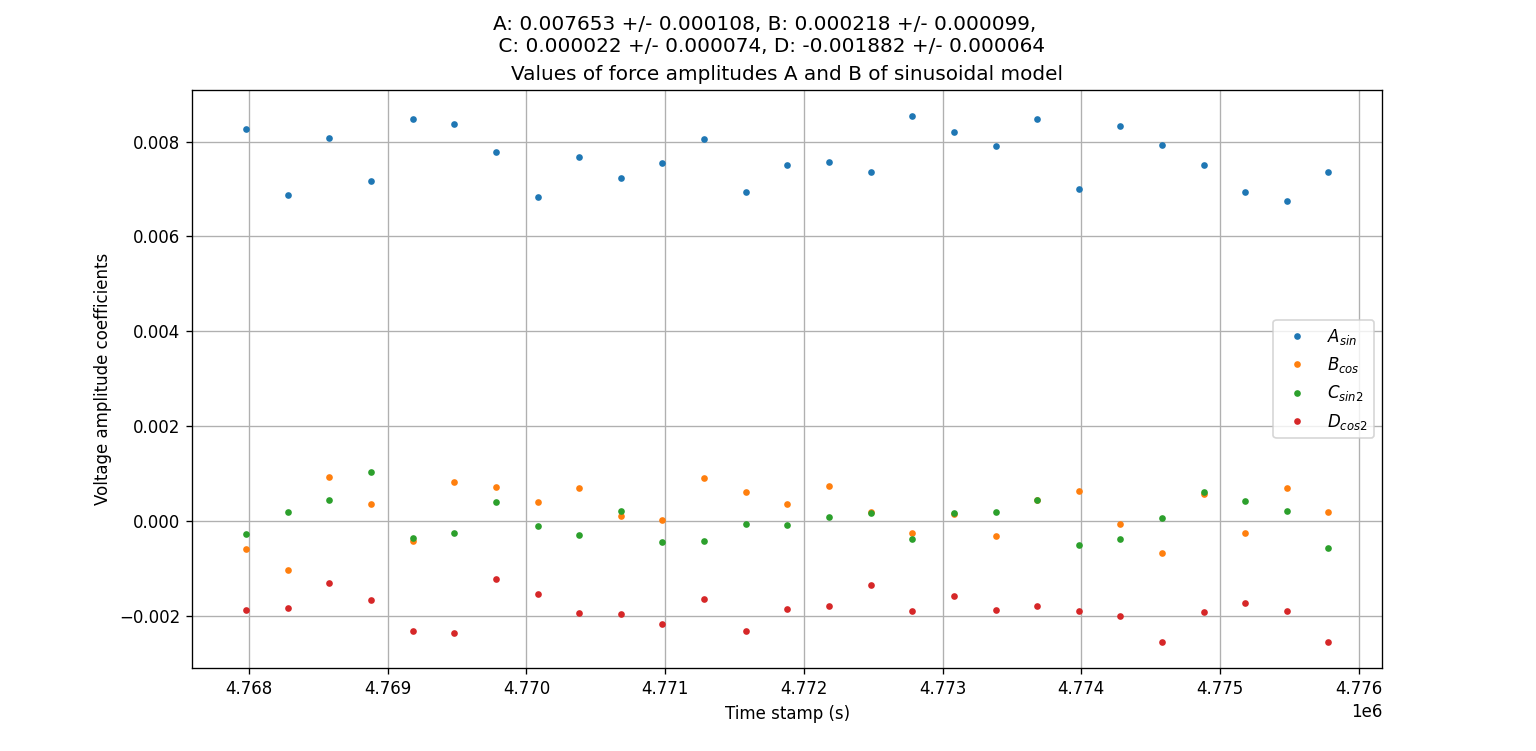 A: 0.007653 +/- 0.000108, B: 0.000218 +/- 0.000099,
C: 0.000022 +/- 0.000074, D: -0.001882 +/- 0.000064
Values of force amplitudes A and B of sinusoidal model
Voltage amplitude coefficients
0.008
0.006
0.004
0.002
0.000
−0.002
A_sin
B_cos
C_sin2
D_cos2
4.768 4.769 4.770 4.771 4.772 4.773 4.774 4.775 4.776
1e6
Time stamp (s)